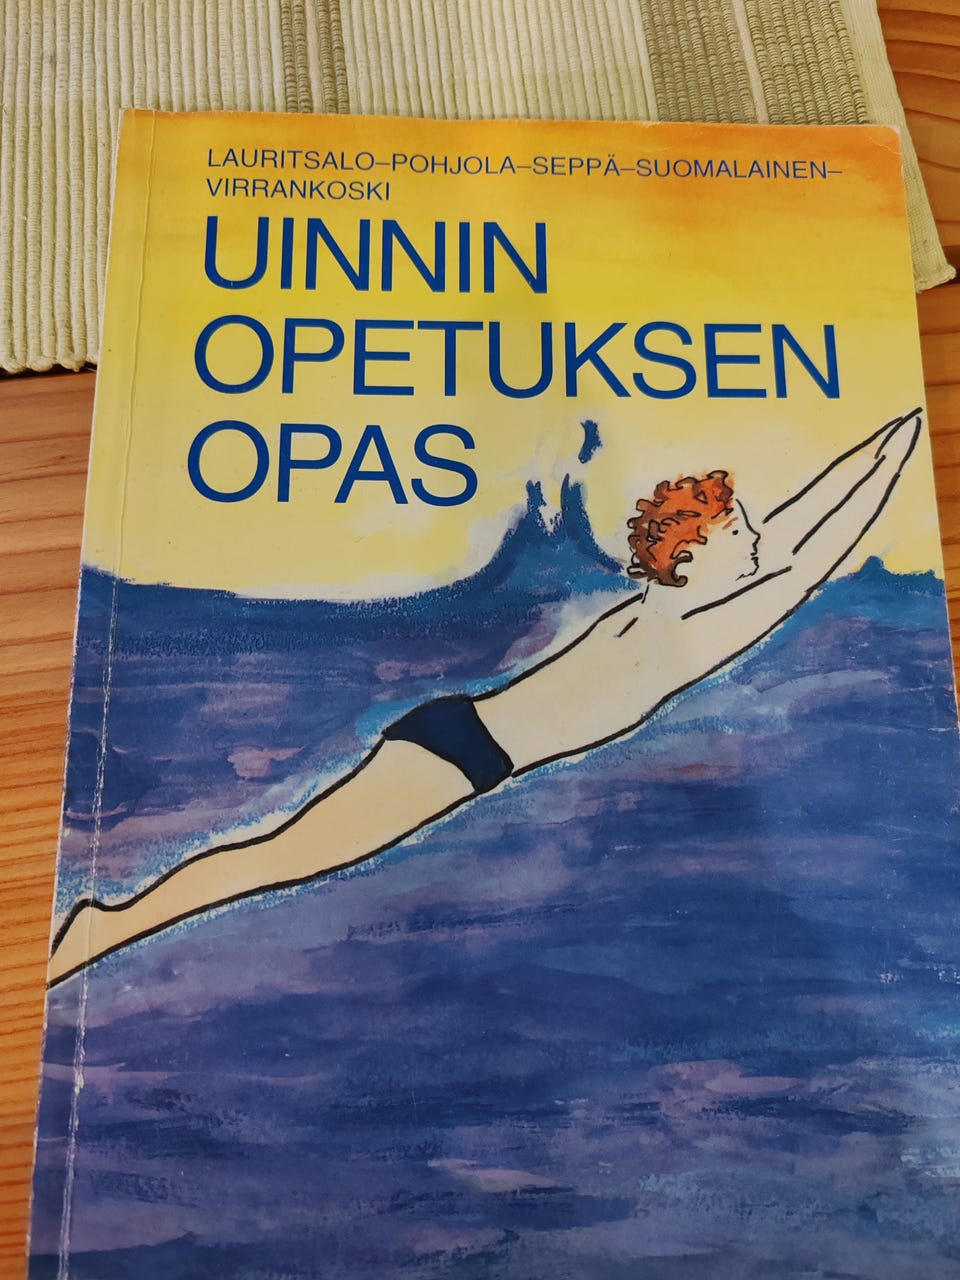 LAURITSALO–POHJOLA–SEPPÄ–SUOMALAINEN–
VIRRANKOSKI
UINNIN
OPETUKSEN
OPAS